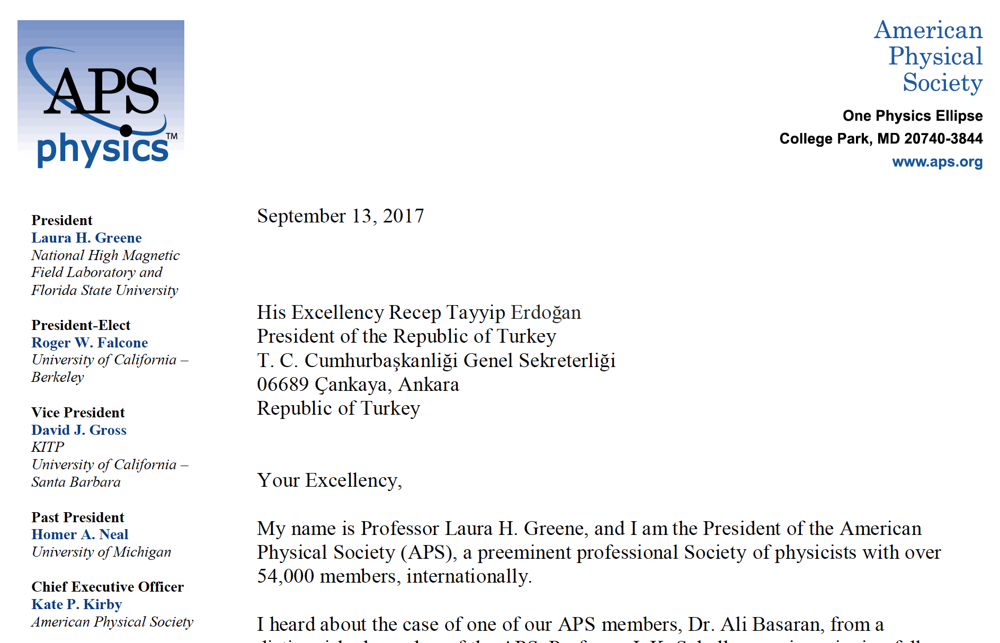 APS
physics™
American
Physical
Society
One Physics Ellipse
College Park, MD 20740-3844
www.aps.org
President
Laura H. Greene
National High Magnetic
Field Laboratory and
Florida State University
President-Elect
Roger W. Falcone
University of California –
Berkeley
Vice President
David J. Gross
KITP
University of California –
Santa Barbara
Past President
Homer A. Neal
University of Michigan
Chief Executive Officer
Kate P. Kirby
American Physical Society
September 13, 2017
His Excellency Recep Tayyip Erdoğan
President of the Republic of Turkey
T. C. Cumhurbaşkanliği Genel Sekreterliği
06689 Çankaya, Ankara
Republic of Turkey
Your Excellency,
My name is Professor Laura H. Greene, and I am the President of the American
Physical Society (APS), a preeminent professional Society of physicists with over
54,000 members, internationally.
I heard about the case of one of our APS members, Dr. Ali Basaran, from a